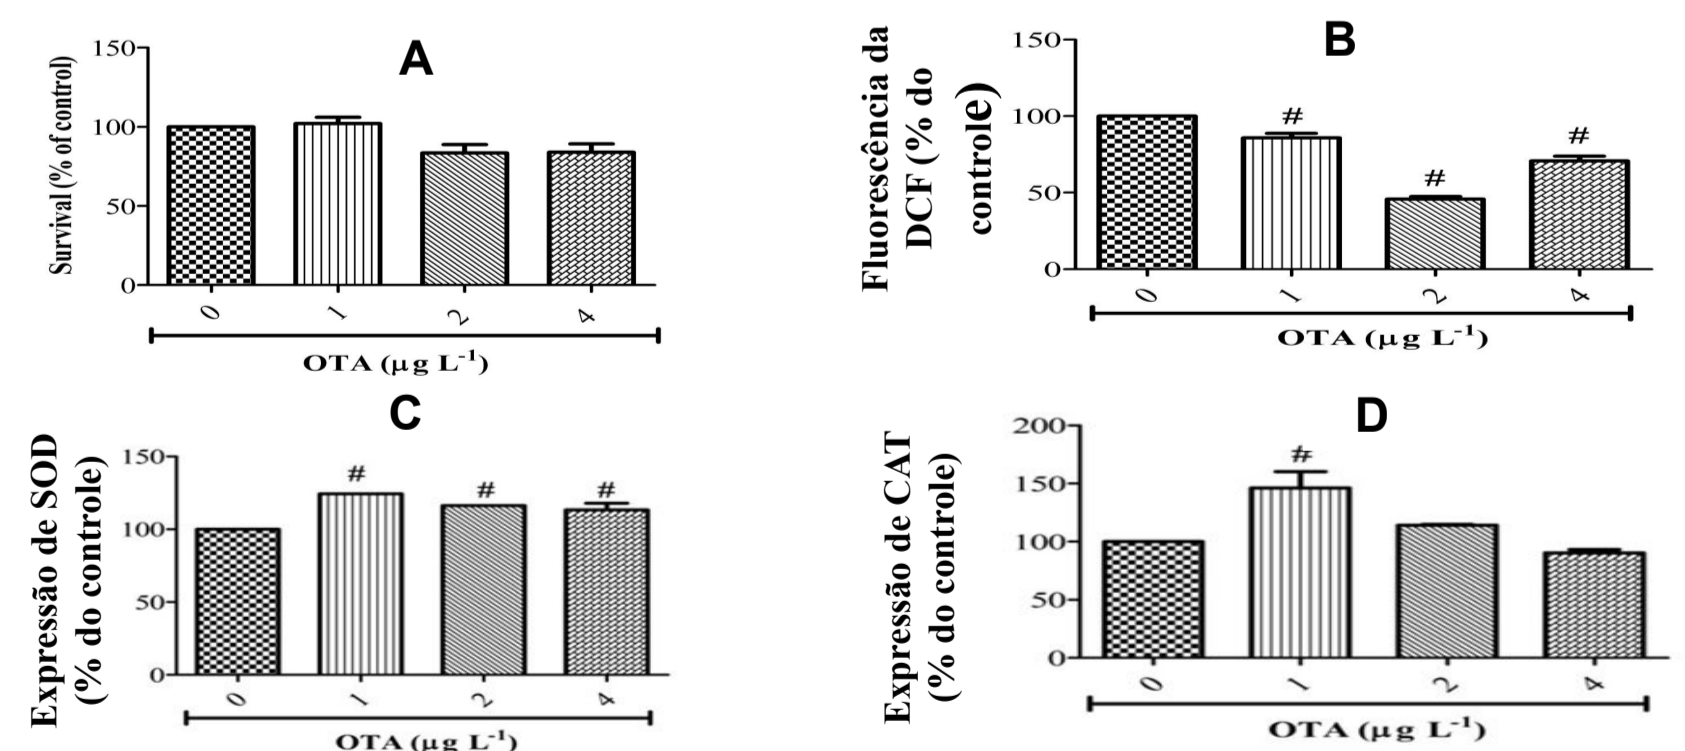 A
Survival (% of control)
150
100
50
0
0 1 2 4
OTA (µg L-1)
B
Fluorescência da
DCF (% do
controle)
150
100
50
0
# # #
0 1 2 4
OTA (µg L-1)
C
Expressão de SOD
(% do controle)
150
100
50
0
# # #
0 1 2 4
OTA (µg L-1)
D
Expressão de CAT
(% do controle)
200
150
100
50
0
#
0 1 2 4
OTA (µg L-1)